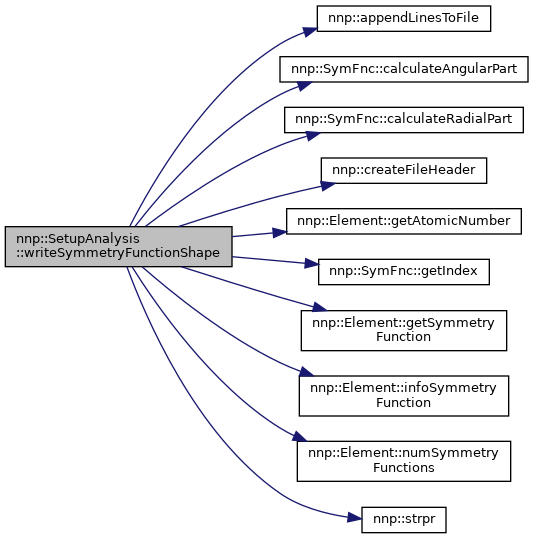 nnp::appendLinesToFile
nnp::SymFnc::calculateAngularPart
nnp::SymFnc::calculateRadialPart
nnp::createFileHeader
nnp::Element::getAtomicNumber
nnp::SetupAnalysis
::writeSymmetryFunctionShape
nnp::SymFnc::getIndex
nnp::Element::getSymmetry
Function
nnp::Element::infoSymmetry
Function
nnp::Element::numSymmetry
Functions
nnp::strpr